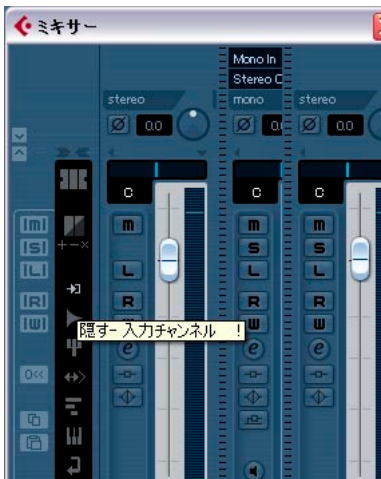 ミキサー
Mono In
Stereo O
stereo
mono
stereo
Ø 0.0
Ø 0.0
Ø 0.0
C
C
C
m
m
m
S
S
S
L
L
L
L
R
R
R
R
W
W
W
隠す- 入力チャンネル !
e
e
e
0<<